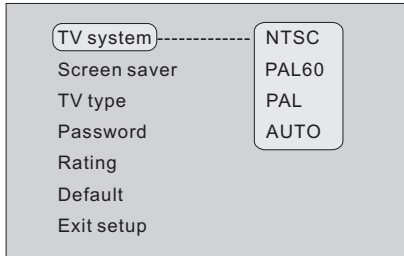 TV system NTSC
Screen saver PAL60
TV type PAL
Password AUTO
Rating
Default
Exit setup